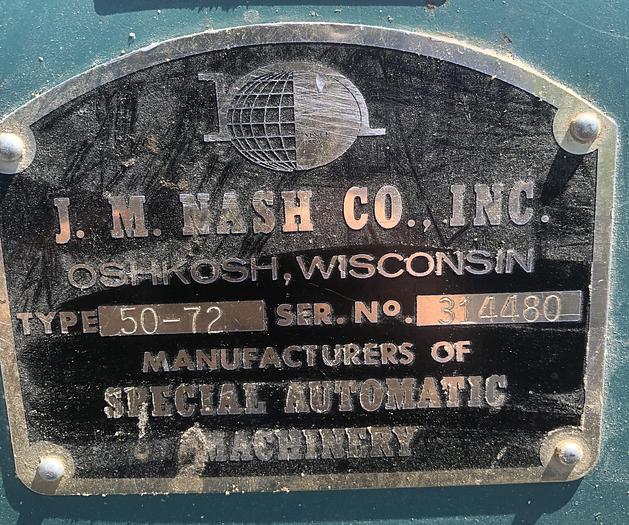 J. M. NASH CO., INC.
OSHKOSH, WISCONSIN
TYPE 50-72 SER. No. 314480
MANUFACTURERS OF
SPECIAL AUTOMATIC
MACHINERY